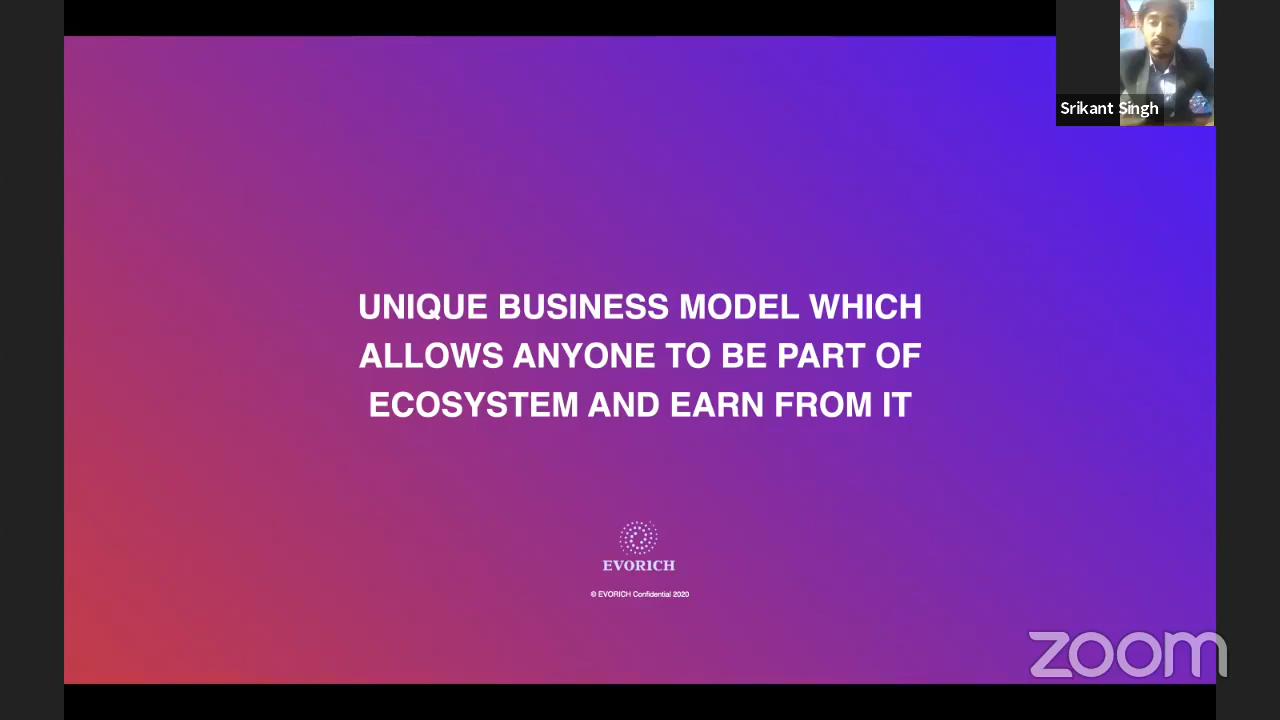 Srikant Singh
UNIQUE BUSINESS MODEL WHICH
ALLOWS ANYONE TO BE PART OF
ECOSYSTEM AND EARN FROM IT
EVORICH
© EVORICH Confidential 2020
zoom